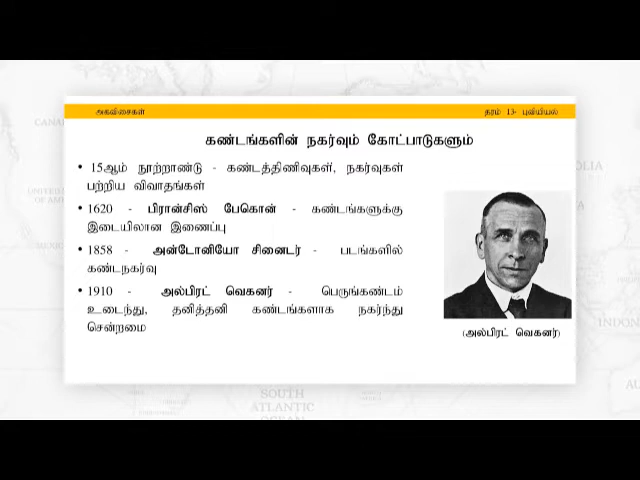 அகவிசைகள்
தரம் 13- புவியியல்
கண்டங்களின் நகர்வும் கோட்பாடுகளும்
• 15ஆம் நூற்றாண்டு - கண்டத்திணிவுகள், நகர்வுகள்
பற்றிய விவாதங்கள்
• 1620 - பிரான்சிஸ் பேகொன் - கண்டங்களுக்கு
இடையிலான இணைப்பு
• 1858 - அன்டோனியோ சினைடர் - படங்களில்
கண்டநகர்வு
• 1910 - அல்பிரட் வெகனர் - பெருங்கண்டம்
உடைந்து, தனித்தனி கண்டங்களாக நகர்ந்து
சென்றமை
(அல்பிரட் வெகனர்)
SOUTH
ATLANTIC
OCEAN